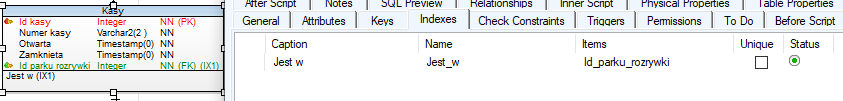 Kasy
Id kasy Integer NN (PK)
Numer kasy Varchar2(2 ) NN
Otwarta Timestamp(0) NN
Zamknieta Timestamp(0) NN
Id parku rozrywki Integer NN (FK) (IX1)
Jest w (IX1)
After Script Notes SQL Preview Relationships Inner Script Physical Properties Table Properties
General Attributes Keys Indexes Check Constraints Triggers Permissions To Do Before Script
Caption Name Items Unique Status
Jest w Jest_w Id_parku_rozrywki